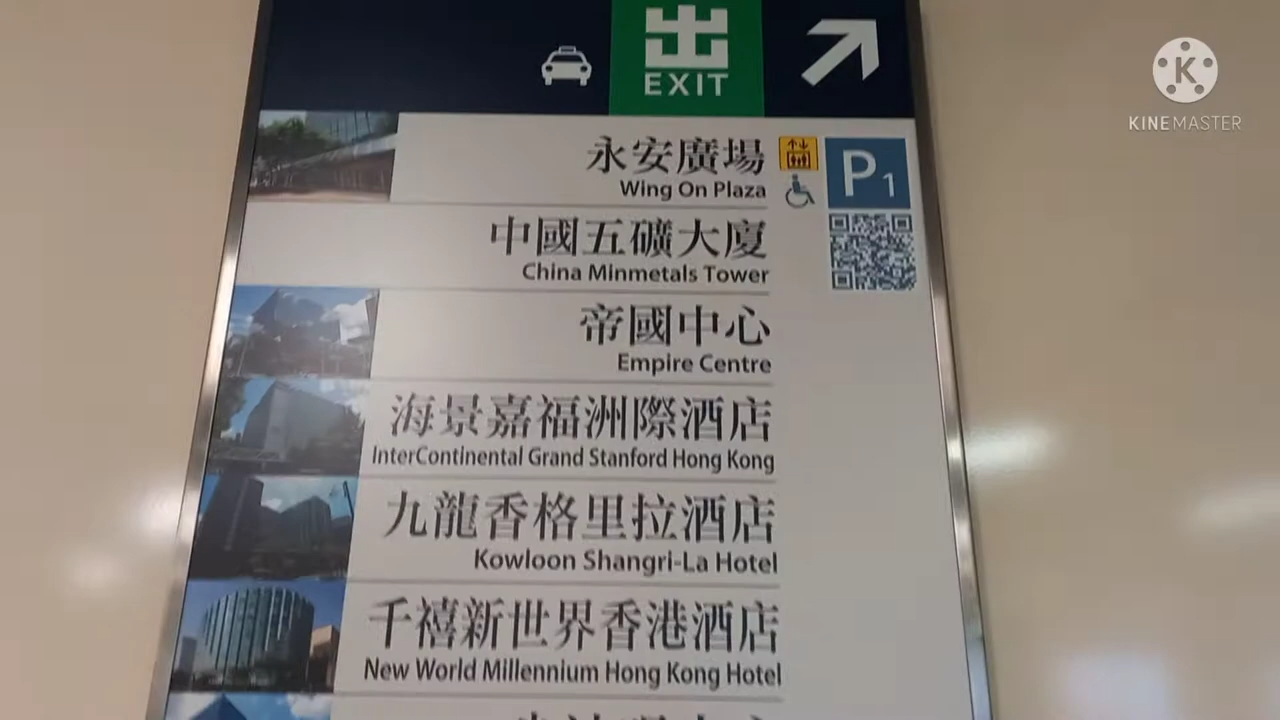 出
EXIT
K
KINEMASTER
永安廣場
Wing On Plaza
P1
中國五礦大廈
China Minmetals Tower
帝國中心
Empire Centre
海景嘉福洲際酒店
InterContinental Grand Stanford Hong Kong
九龍香格里拉酒店
Kowloon Shangri-La Hotel
千禧新世界香港酒店
New World Millennium Hong Kong Hotel